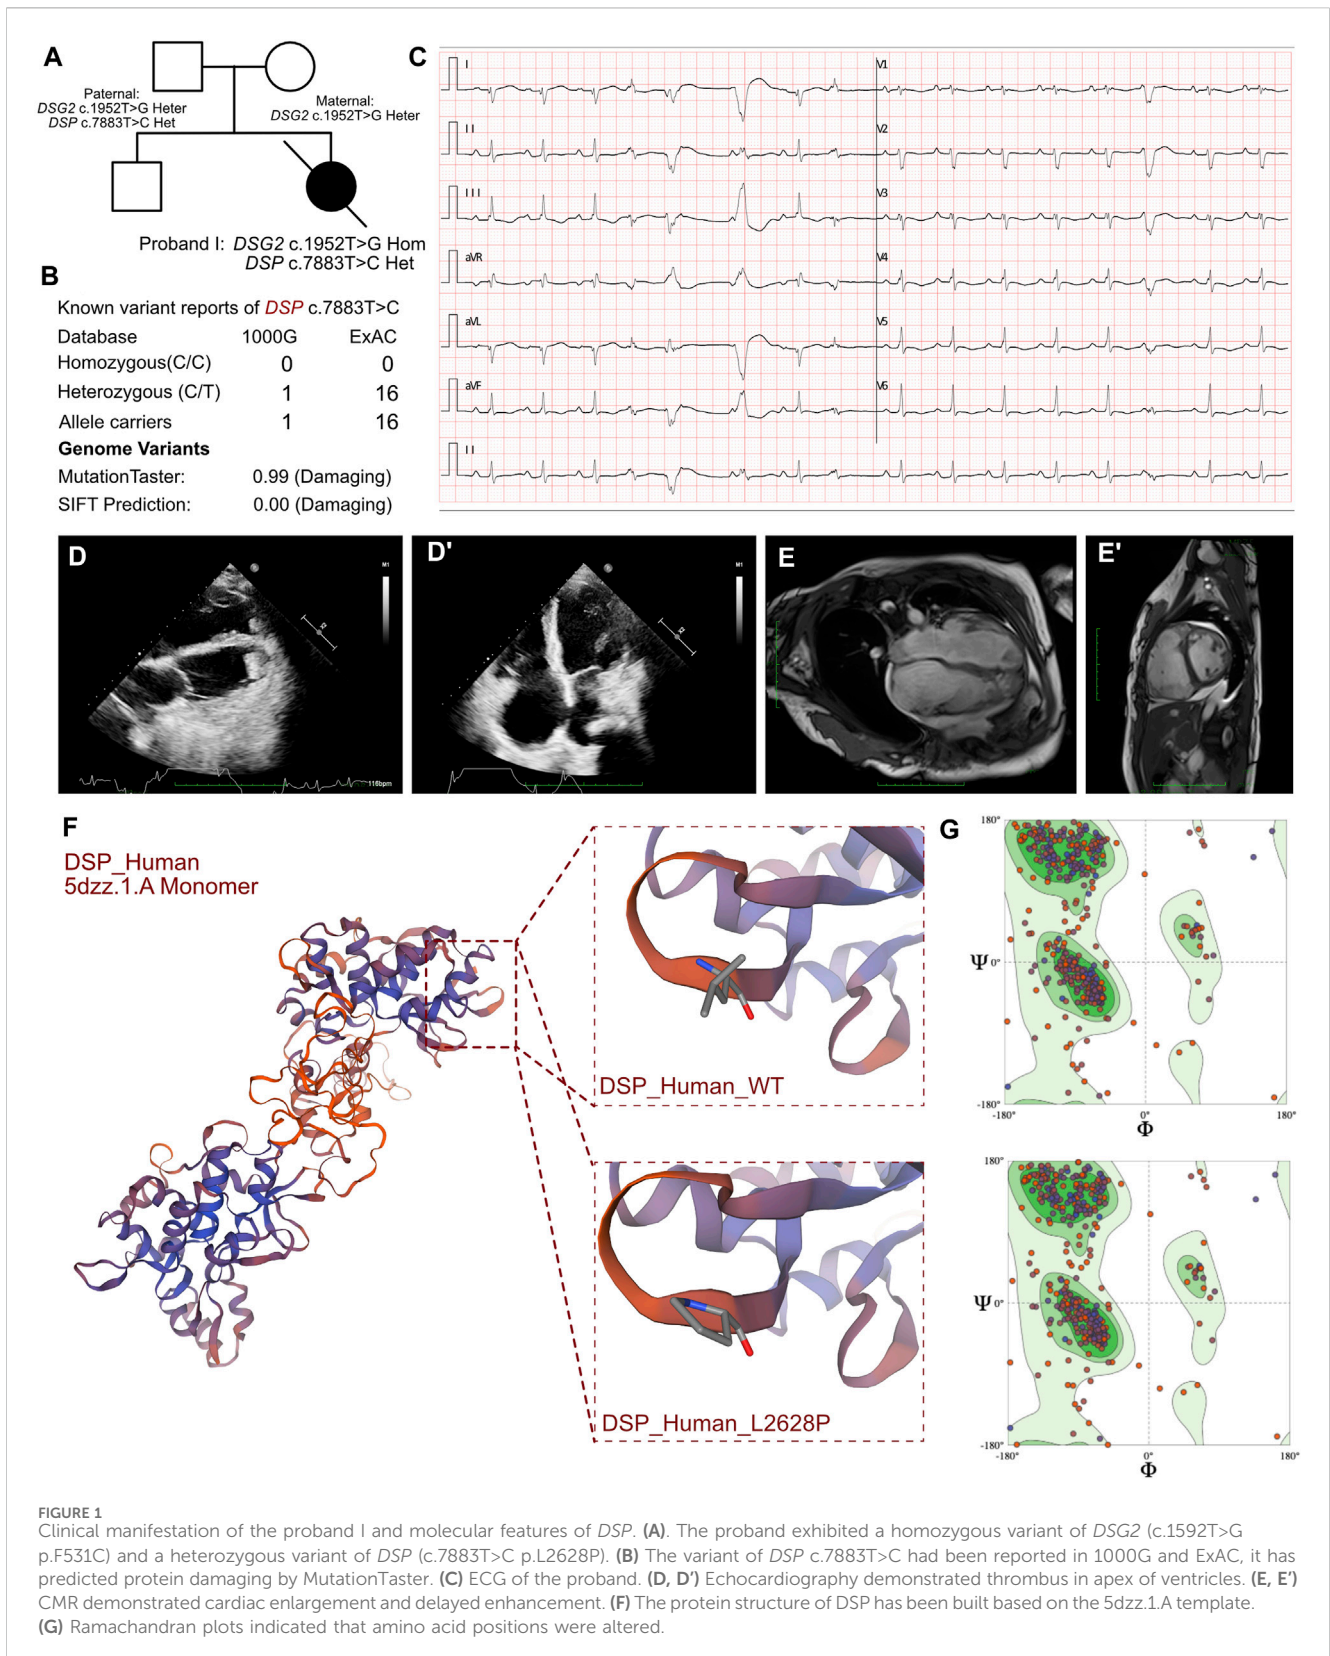 A
Paternal:
DSG2 c.1952T>G Heter
DSP c.7883T>C Het
Maternal:
DSG2 c.1952T>G Heter
Proband I: DSG2 c.1952T>G Hom
DSP c.7883T>C Het
B
Known variant reports of DSP c.7883T>C
Database 1000G ExAC
Homozygous(C/C) 0 0
Heterozygous (C/T) 1 16
Allele carriers 1 16
Genome Variants
MutationTaster: 0.99 (Damaging)
SIFT Prediction: 0.00 (Damaging)
C
I V1
II V2
III V3
aVR V4
aVL V5
aVF V6
II
D
M1
x2
116bpm
D'
M1
x2
E
E'
F
DSP_Human
5dzz.1.A Monomer
DSP_Human_WT
DSP_Human_L2628P
G
180°
Ψ 0°
-180°
-180° 0° 180°
Φ
180°
Ψ 0°
-180°
-180° 0° 180°
Φ
FIGURE 1
Clinical manifestation of the proband I and molecular features of DSP. (A). The proband exhibited a homozygous variant of DSG2 (c.1592T>G
p.F531C) and a heterozygous variant of DSP (c.7883T>C p.L2628P). (B) The variant of DSP c.7883T>C had been reported in 1000G and ExAC, it has
predicted protein damaging by MutationTaster. (C) ECG of the proband. (D, D′) Echocardiography demonstrated thrombus in apex of ventricles. (E, E′)
CMR demonstrated cardiac enlargement and delayed enhancement. (F) The protein structure of DSP has been built based on the 5dzz.1.A template.
(G) Ramachandran plots indicated that amino acid positions were altered.